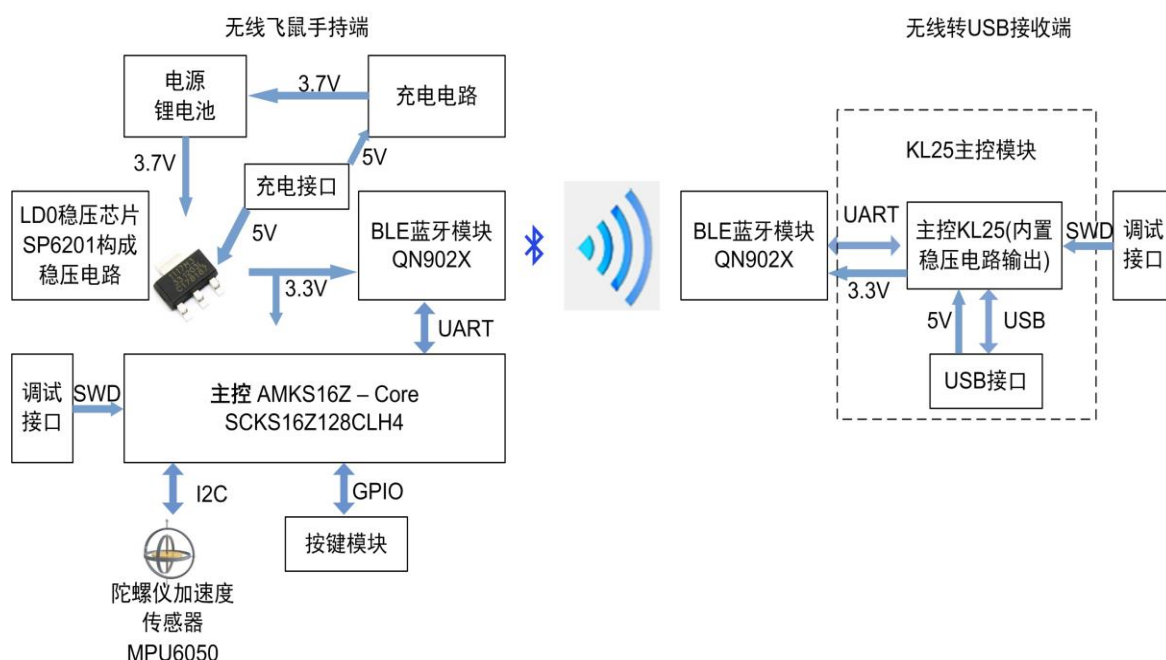 无线飞鼠手持端
无线转USB接收端
电源
锂电池
3.7V
充电电路
3.7V
5V
充电接口
5V
LD0稳压芯片
SP6201构成
稳压电路
3.3V
BLE蓝牙模块
QN902X
UART
调试
接口
SWD
主控 AMKS16Z – Core
SCKS16Z128CLH4
I2C
GPIO
按键模块
陀螺仪加速度
传感器
MPU6050
KL25主控模块
BLE蓝牙模块
QN902X
UART
3.3V
主控KL25(内置
稳压电路输出)
SWD
调试
接口
5V
USB
USB接口